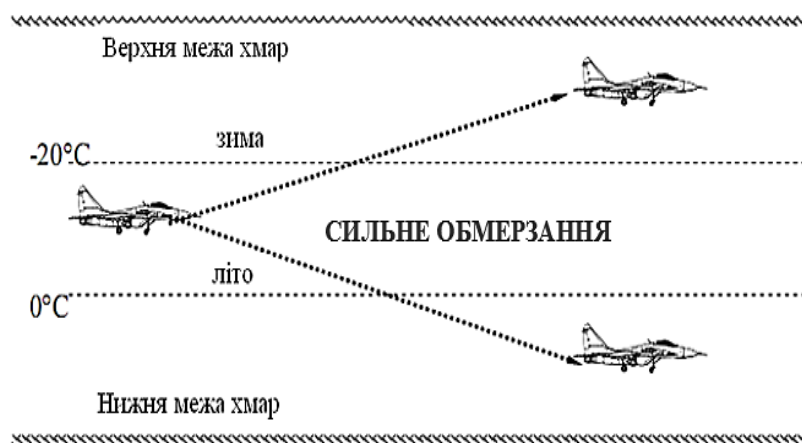 Верхня межа хмар
зима
-20°C
СИЛЬНЕ ОБМЕРЗАННЯ
літо
0°C
Нижня межа хмар